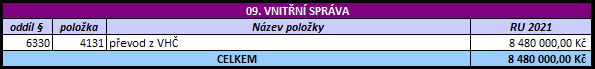 09. VNITŘNÍ SPRÁVA
oddíl § položka Název položky RU 2021
6330 4131 převod z VHČ 8 480 000,00 Kč
CELKEM 8 480 000,00 Kč